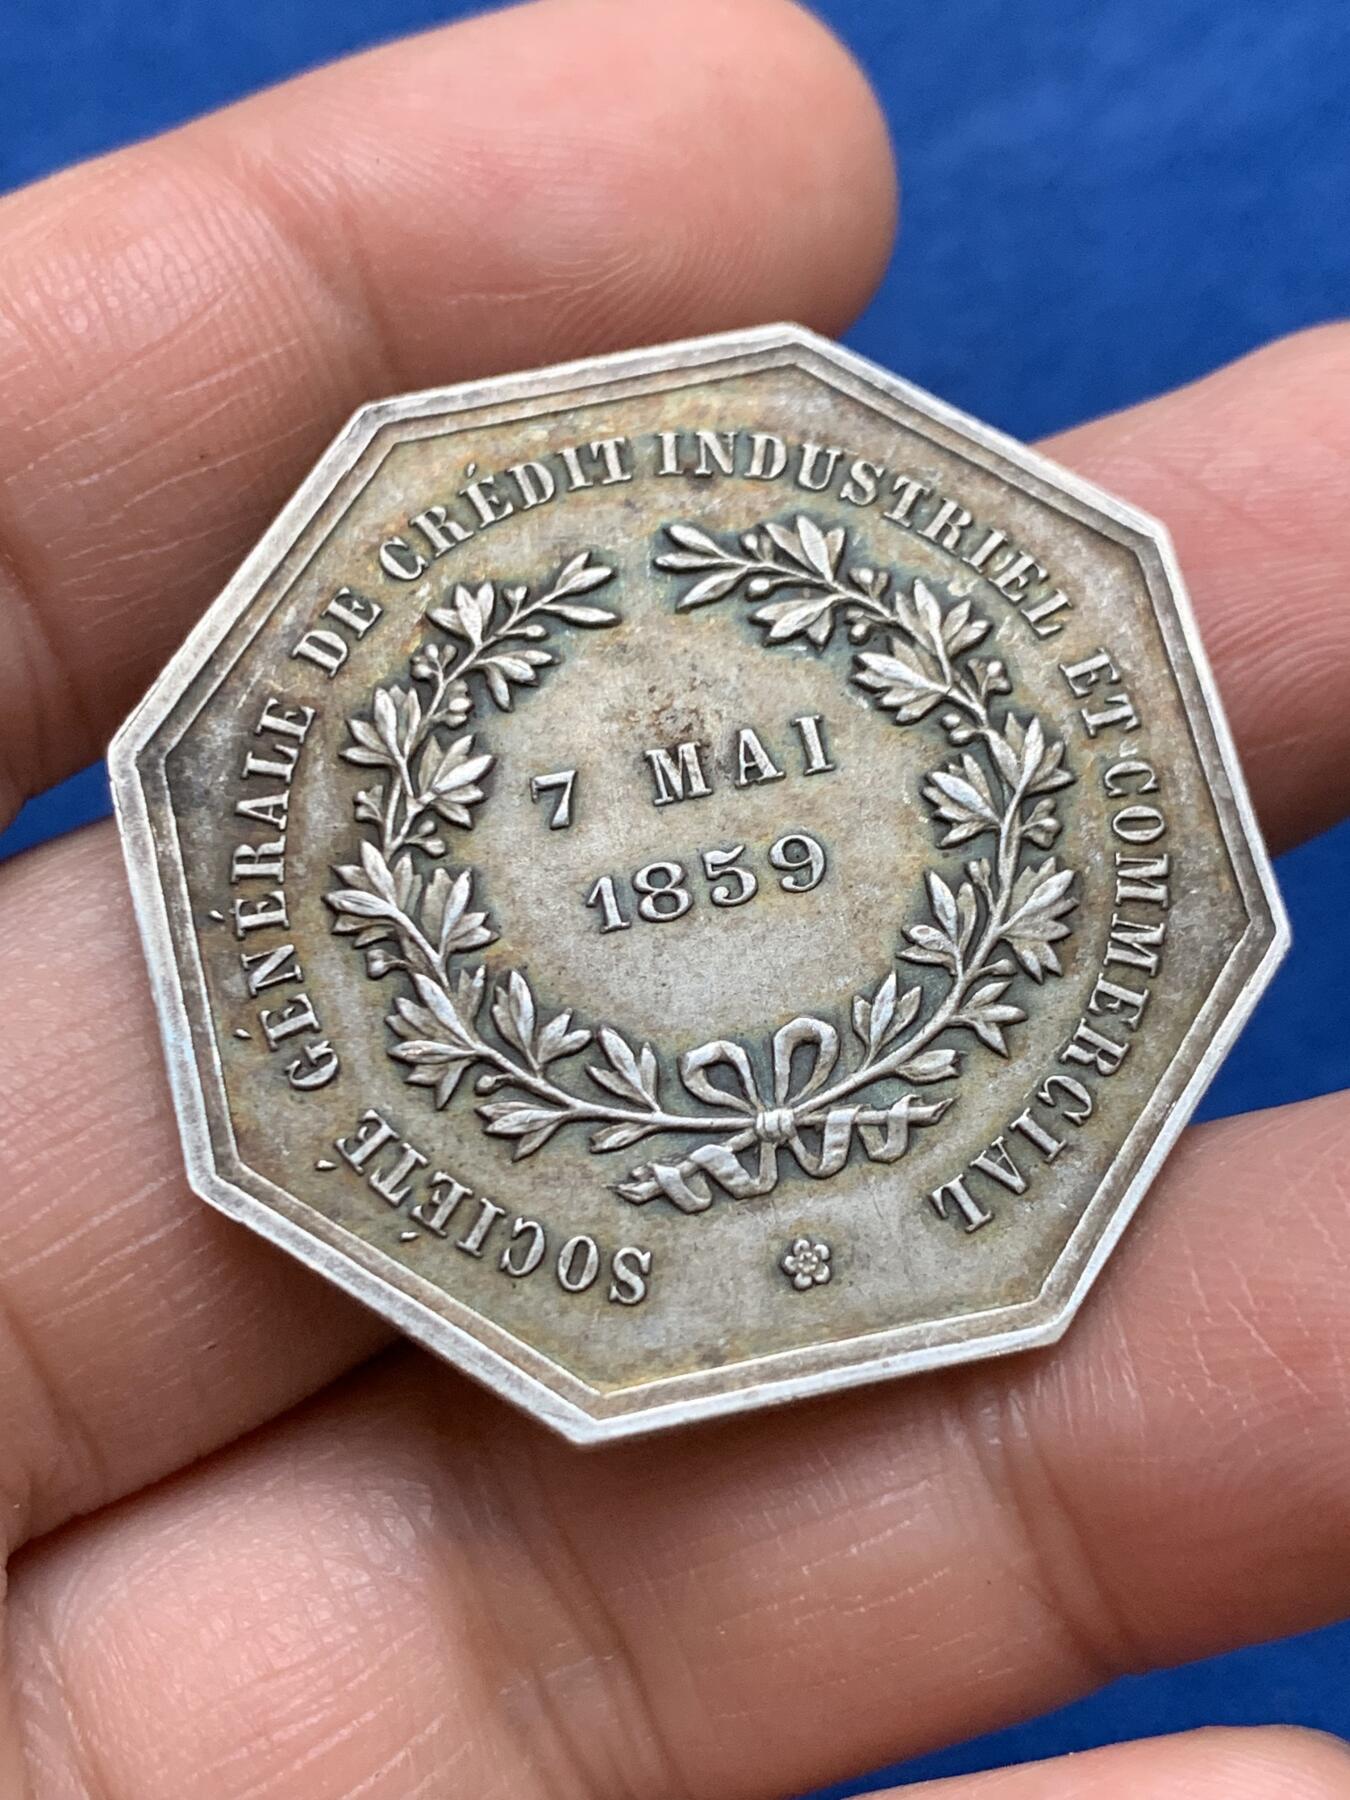 SOCIÉTÉ GÉNÉRALE DE CRÉDIT INDUSTRIEL ET COMMERCIAL
7 MAI
1859